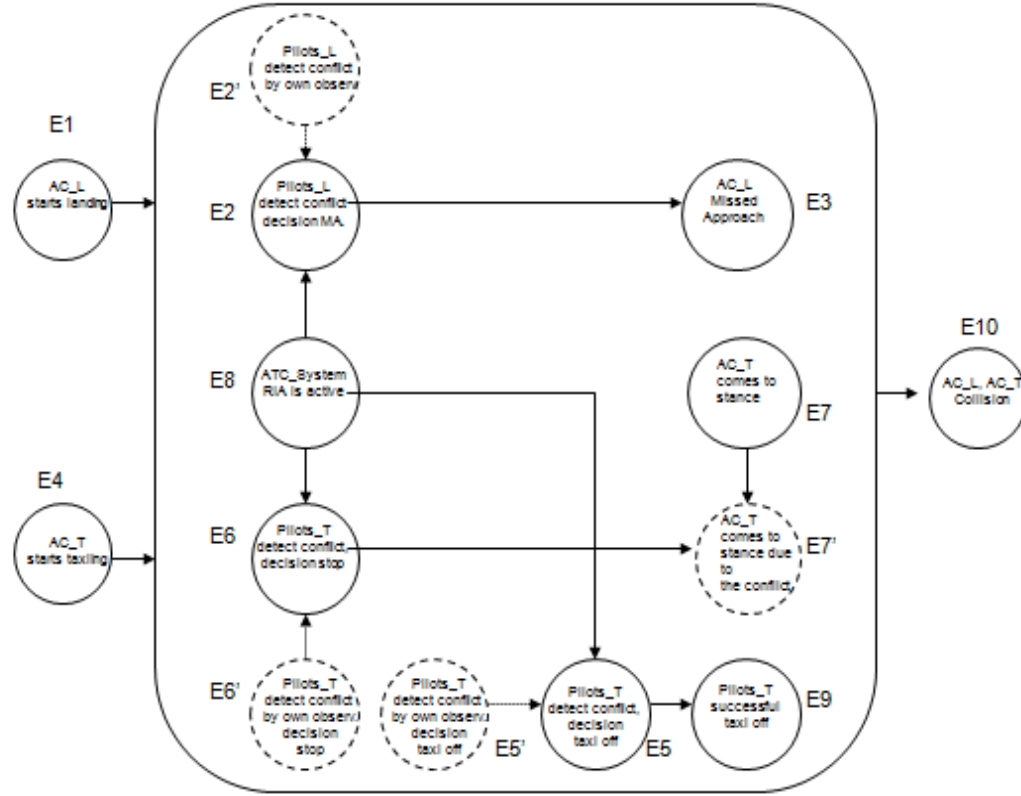 Pilots_L
detect conflict
by own observ.
E2’
E1
AC_L
starts landing
Pilots_L
detect conflict
decision MA.
E2
AC_L
Missed
Approach
E3
E10
AC_L, AC_T
Collision
ATC_System
RIA is active
E8
AC_T
comes to
stance
E7
E4
AC_T
starts taxiing
Pilots_T
detect conflict,
decision stop
E6
AC_T
comes to
stance due
to
the conflict,
E7’
Pilots_T
detect conflict
by own observ.
decision
stop
E6’
Pilots_T
detect conflict
by own observ.
decision
taxi off
E5’
Pilots_T
detect conflict,
decision
taxi off
E5
Pilots_T
successful
taxi off
E9